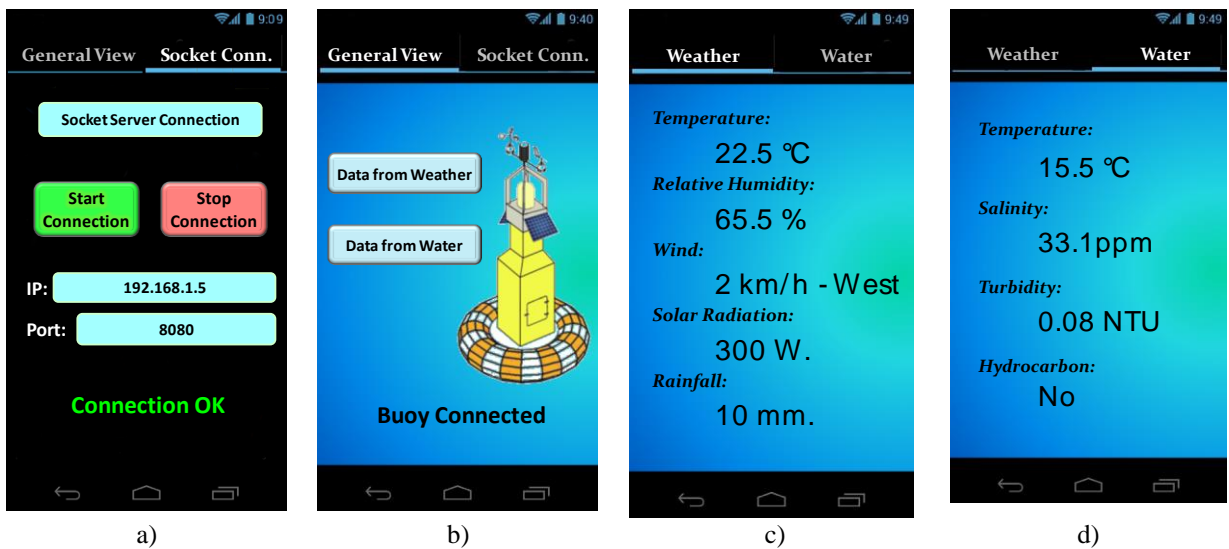 9:09
General View Socket Conn.
Socket Server Connection
Start
Connection
Stop
Connection
IP: 192.168.1.5
Port: 8080
Connection OK
a)
9:40
General View Socket Conn.
Data from Weather
Data from Water
Buoy Connected
b)
9:49
Weather Water
Temperature:
22.5 ℃
Relative Humidity:
65.5 %
Wind:
2 km/h - West
Solar Radiation:
300 W.
Rainfall:
10 mm.
c)
9:49
Weather Water
Temperature:
15.5 ℃
Salinity:
33.1ppm
Turbidity:
0.08 NTU
Hydrocarbon:
No
d)